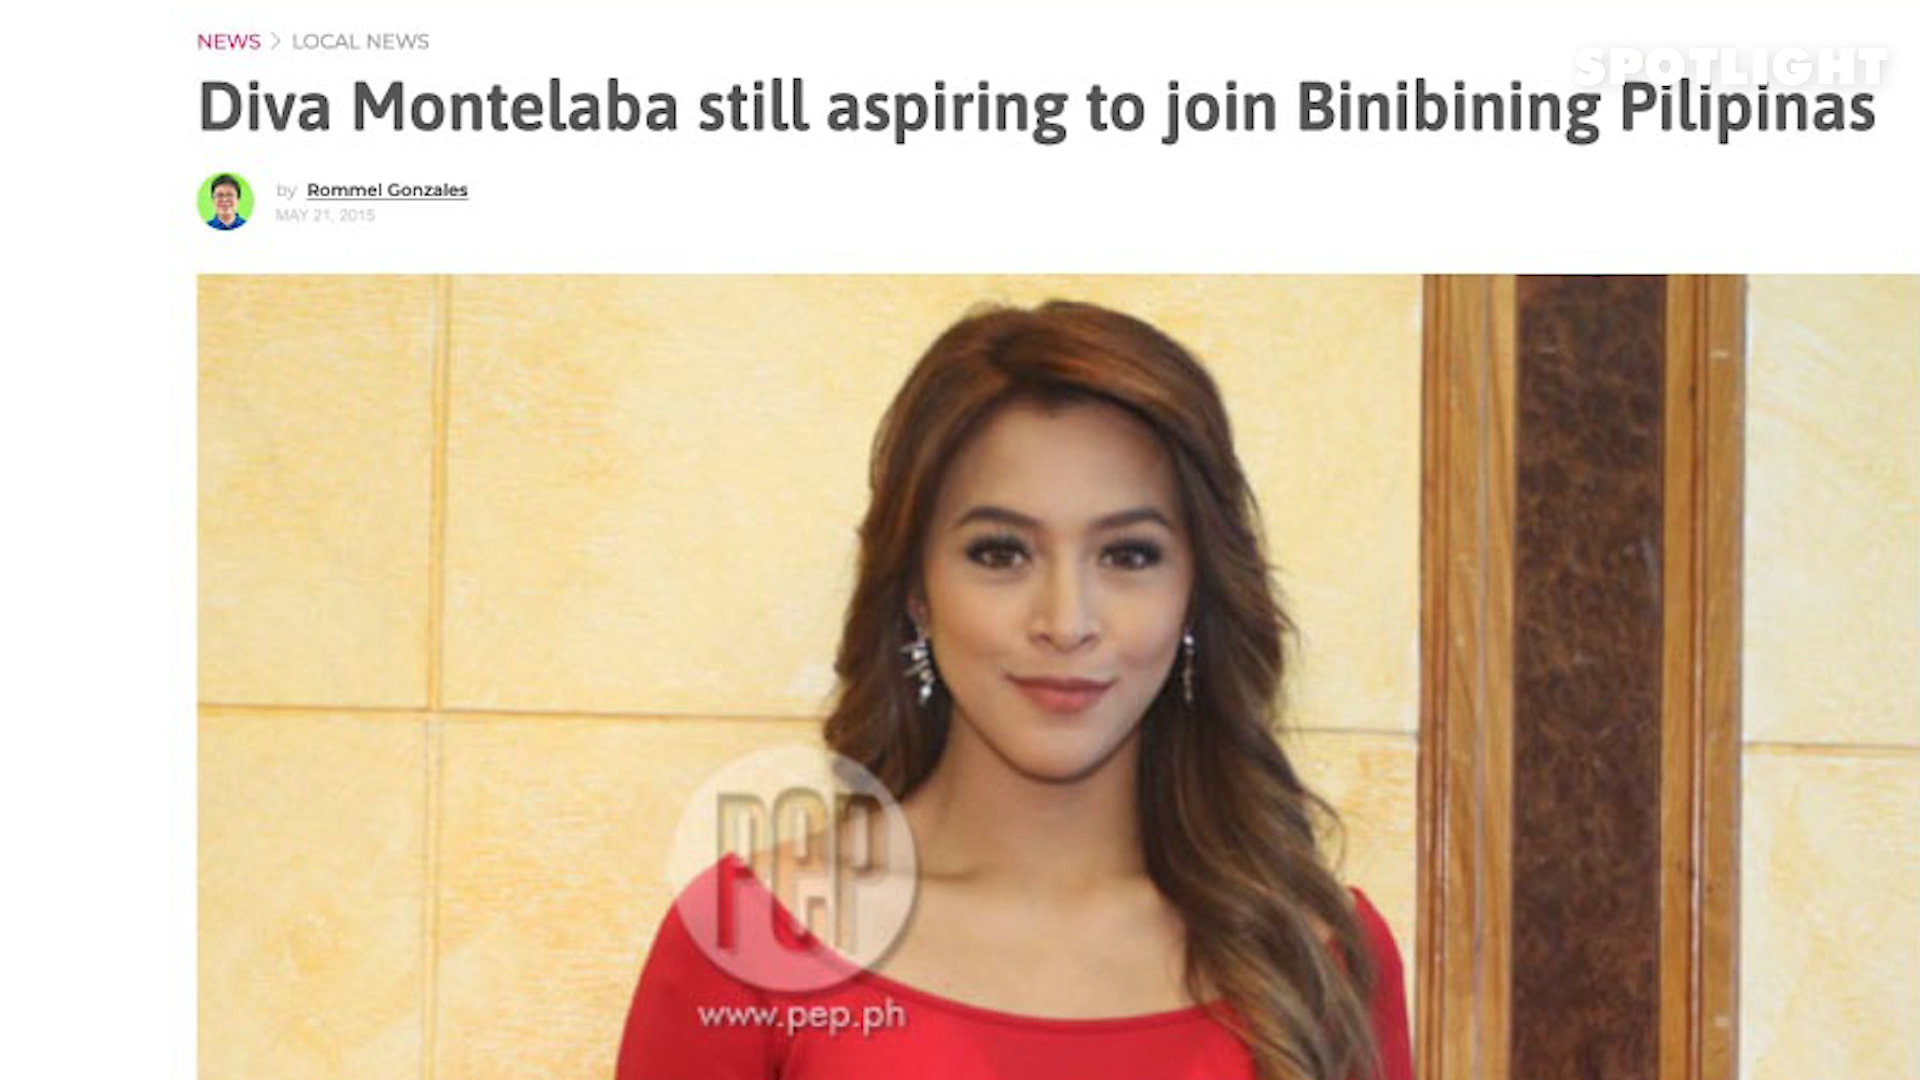 NEWS > LOCAL NEWS
SPOTLIGHT
Diva Montelaba still aspiring to join Binibining Pilipinas
by Rommel Gonzales
MAY 21, 2015
PEP
www.pep.ph